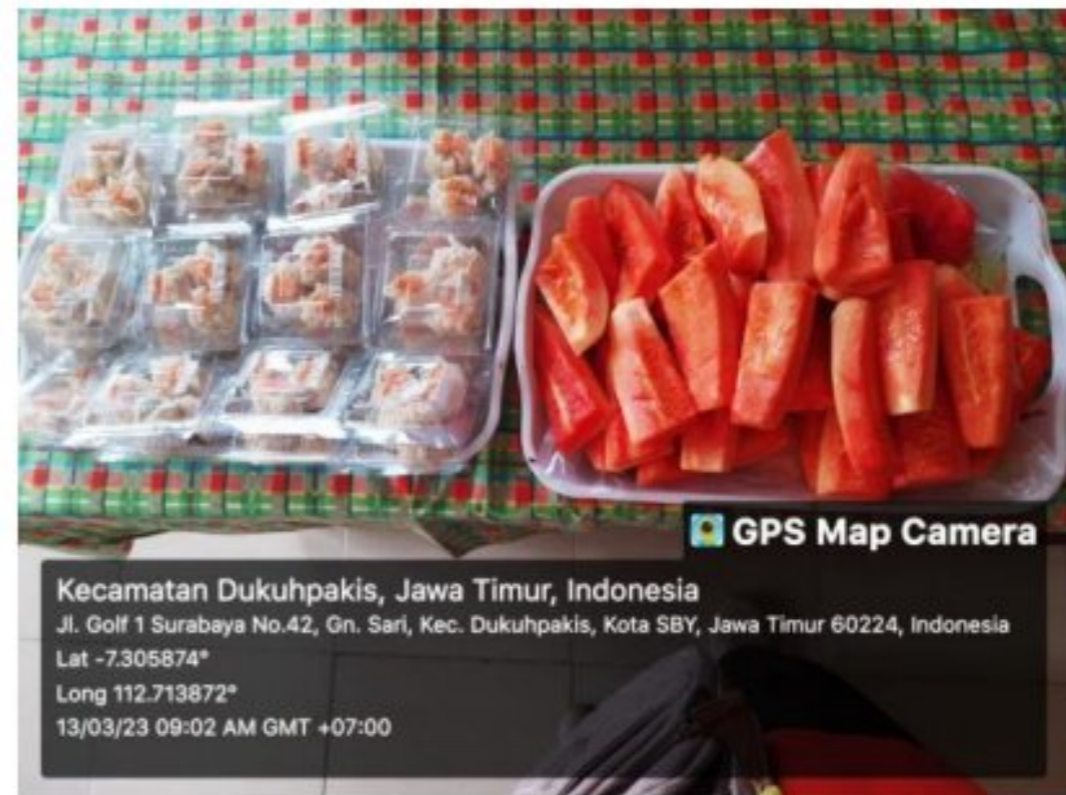 GPS Map Camera
Kecamatan Dukuhpakis, Jawa Timur, Indonesia
Jl. Golf 1 Surabaya No.42, Gn. Sari, Kec. Dukuhpakis, Kota SBY, Jawa Timur 60224, Indonesia
Lat -7.305874°
Long 112.713872°
13/03/23 09:02 AM GMT +07:00